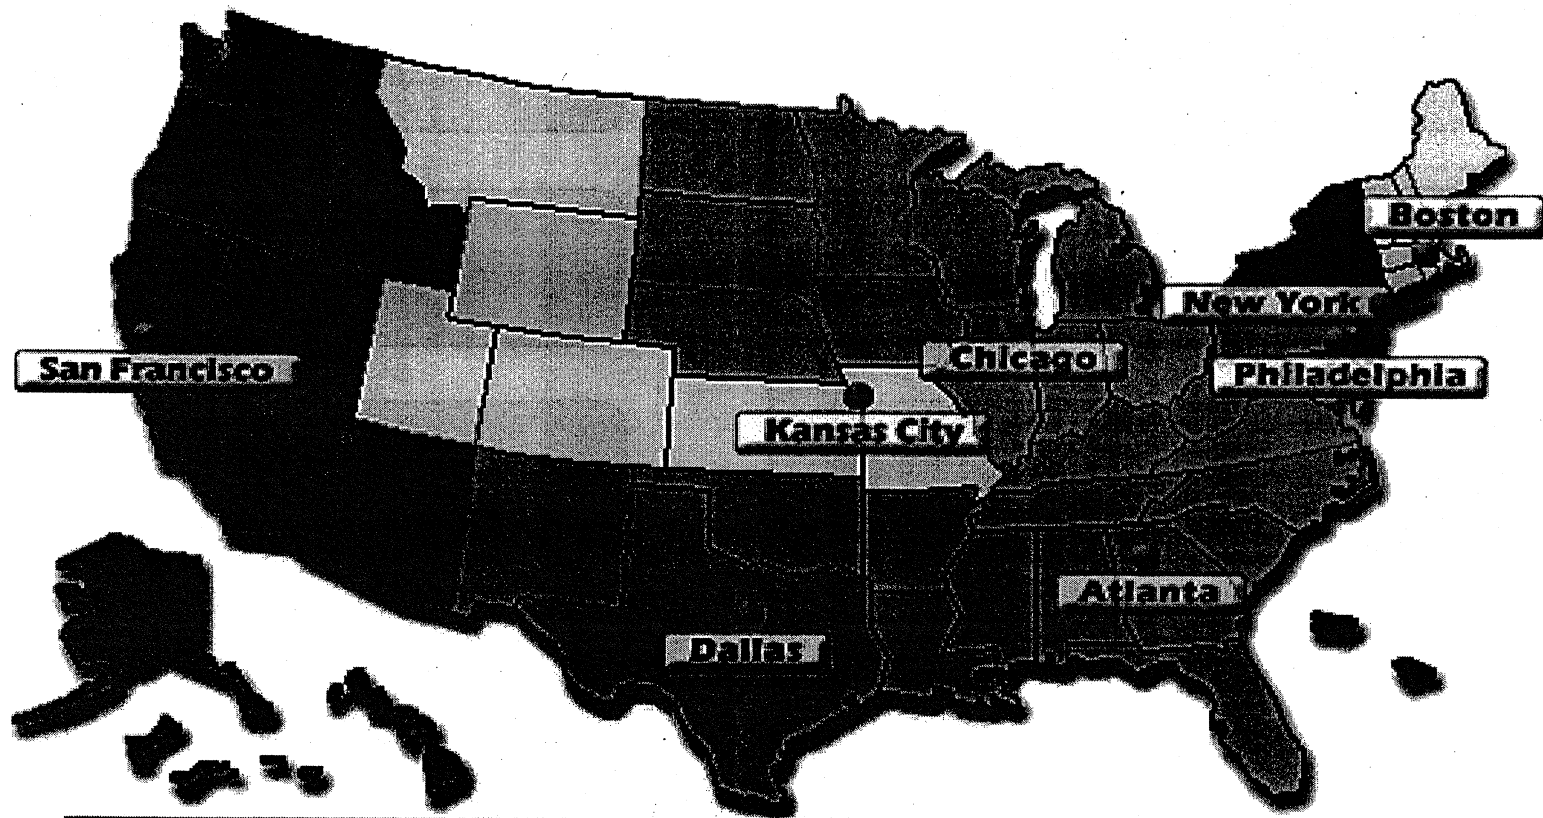 Boston
New York
San Francisco
Chicago
Philadelphia
Kansas City
Atlanta
Dallas